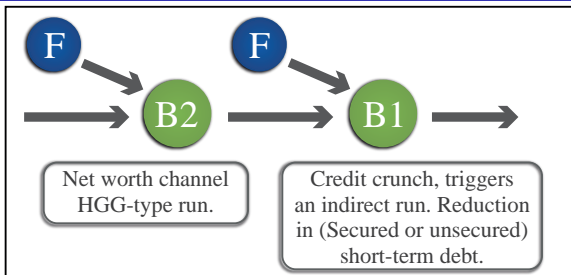 F
F
B2
B1
Net worth channel
HGG-type run.
Credit crunch, triggers
an indirect run. Reduction
in (Secured or unsecured)
short-term debt.